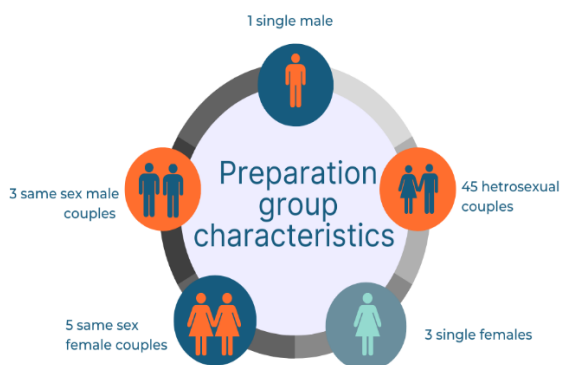 1 single male
Preparation
group
characteristics
3 same sex male
couples
45 hetrosexual
couples
5 same sex
female couples
3 single females